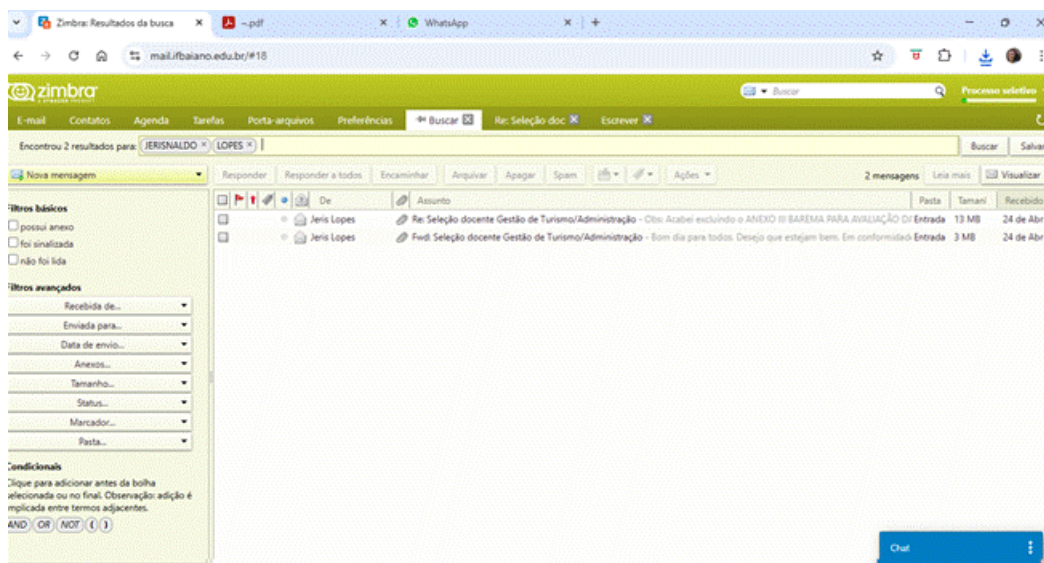 Zimbra: Resultados da busca
~.pdf
WhatsApp
mail.ifbaiano.edu.br/#18
zimbra
Buscar
Processo seletivo
E-mail Contatos Agenda Tarefas Porta-arquivos Preferências Buscar Re: Seleção doc Escrever
Encontrou 2 resultados para: JERISNALDO LOPES Buscar Salvar
Nova mensagem Responder Responder a todos Encaminhar Arquivar Apagar Spam Ações 2 mensagens Leia mais Visualizar
De Assunto Pasta Tamanh Recebido
Jeris Lopes Re: Seleção docente Gestão de Turismo/Administração - Obs: Acabei excluindo o ANEXO III BAREMA PARA AVALIAÇÃO Entrada 13 MB 24 de Abr
Jeris Lopes Fwd: Seleção docente Gestão de Turismo/Administração - Bom dia para todos. Desejo que estejam bem. Em conformidad Entrada 3 MB 24 de Abr
Filtros básicos
possui anexo
foi sinalizada
não foi lida
Filtros avançados
Recebida de...
Enviada para...
Data de envio...
Anexos...
Tamanho...
Status...
Marcador...
Pasta...
Condicionais
Clique para adicionar antes da bolha
selecionada ou no final. Observação: adição é
implicada entre termos adjacentes.
AND OR NOT ( )
Chat